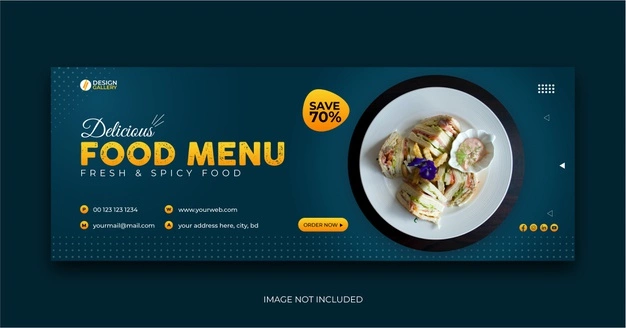 DESIGN
GALLERY
Delicious
FOOD MENU
FRESH & SPICY FOOD
SAVE
70%
00 123 123 1234
www.yourweb.com
yourmail@mail.com
your address here, city, bd
ORDER NOW
IMAGE NOT INCLUDED